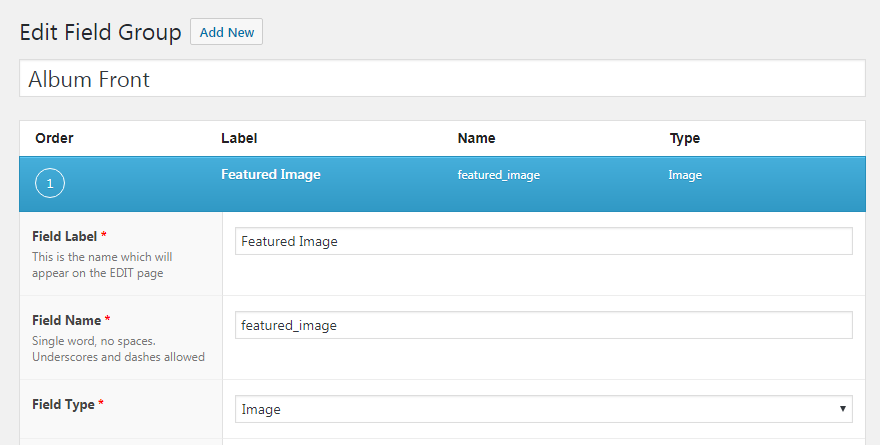 Edit Field Group Add New
Album Front
Order Label Name Type
1 Featured Image featured_image Image
Field Label * Featured Image
This is the name which will
appear on the EDIT page
Field Name * featured_image
Single word, no spaces.
Underscores and dashes allowed
Field Type * Image